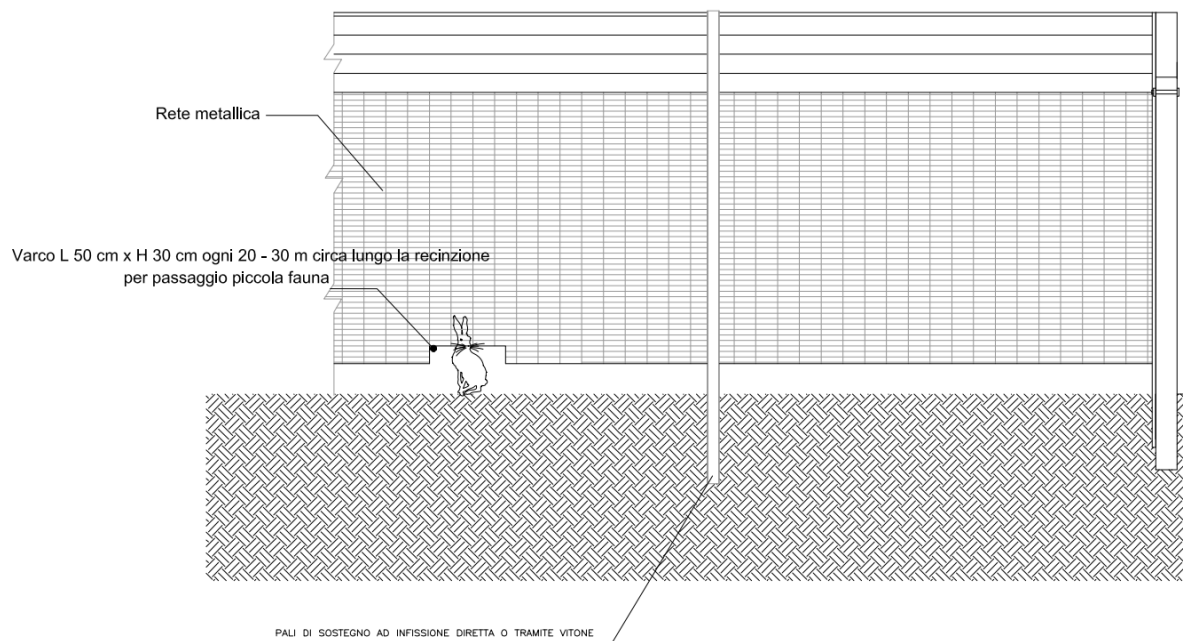 Rete metallica
Varco L 50 cm x H 30 cm ogni 20 - 30 m circa lungo la recinzione
per passaggio piccola fauna
PALI DI SOSTEGNO AD INFISSIONE DIRETTA O TRAMITE VITONE